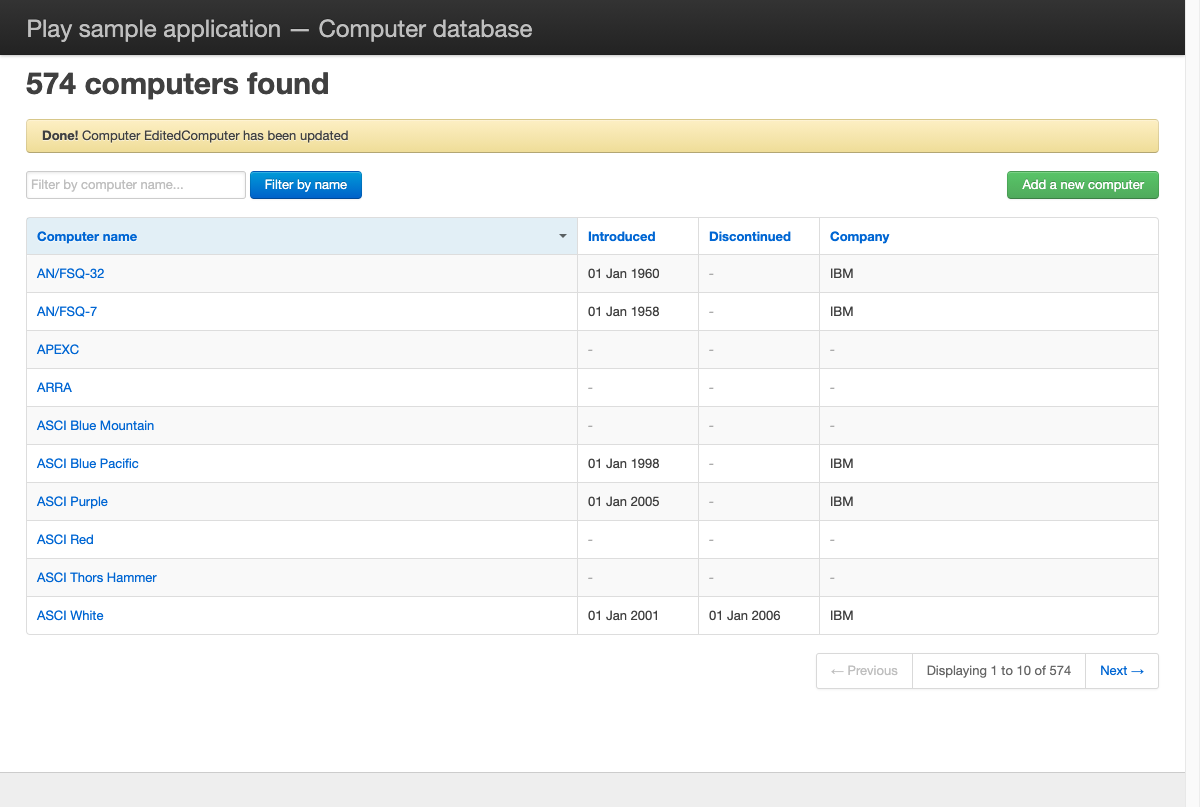 Play sample application — Computer database
574 computers found
Done! Computer EditedComputer has been updated
Filter by computer name... Filter by name Add a new computer
Computer name Introduced Discontinued Company
AN/FSQ-32 01 Jan 1960 - IBM
AN/FSQ-7 01 Jan 1958 - IBM
APEXC - - -
ARRA - - -
ASCI Blue Mountain - - -
ASCI Blue Pacific 01 Jan 1998 - IBM
ASCI Purple 01 Jan 2005 - IBM
ASCI Red - - -
ASCI Thors Hammer - - -
ASCI White 01 Jan 2001 01 Jan 2006 IBM
← Previous Displaying 1 to 10 of 574 Next →